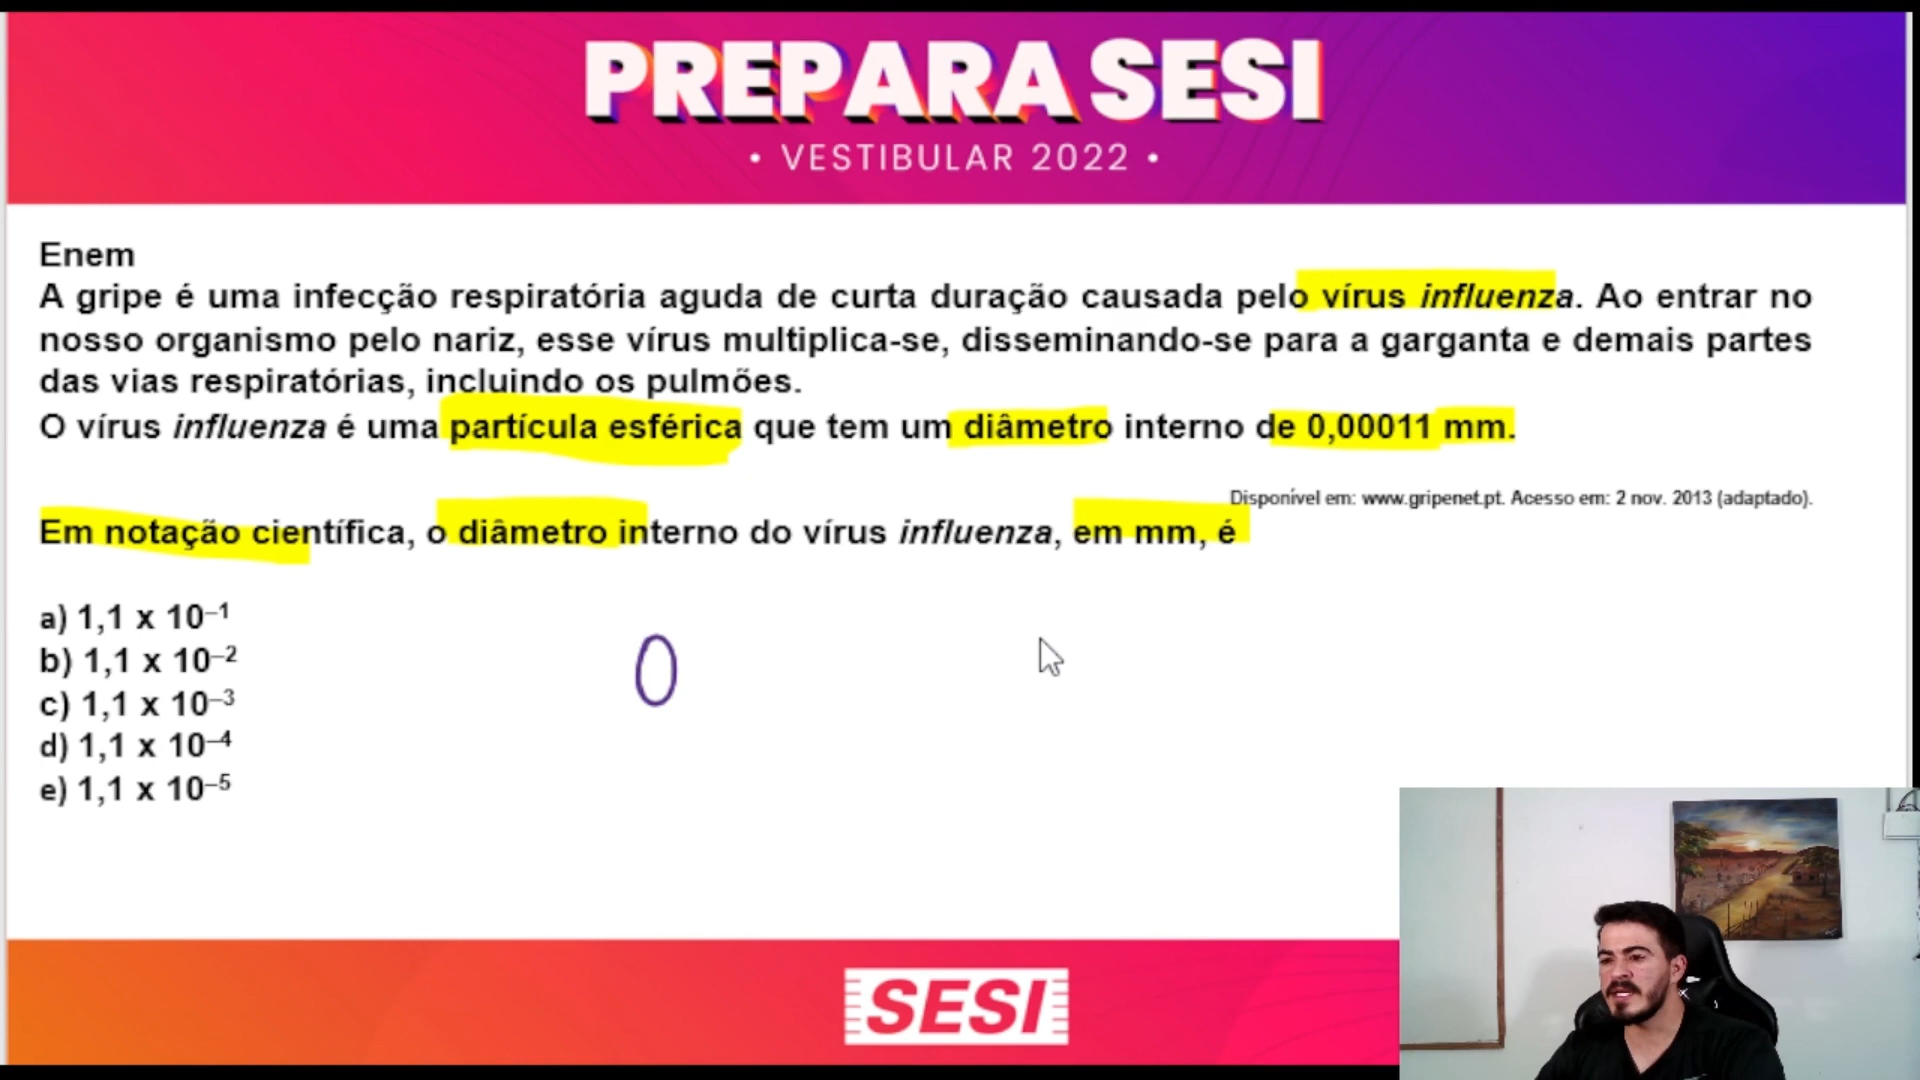 PREPARA SESI
• VESTIBULAR 2022 •
Enem
A gripe é uma infecção respiratória aguda de curta duração causada pelo vírus influenza. Ao entrar no
nosso organismo pelo nariz, esse vírus multiplica-se, disseminando-se para a garganta e demais partes
das vias respiratórias, incluindo os pulmões.
O vírus influenza é uma partícula esférica que tem um diâmetro interno de 0,00011 mm.
Disponível em: www.gripenet.pt. Acesso em: 2 nov. 2013 (adaptado).
Em notação científica, o diâmetro interno do vírus influenza, em mm, é
a) 1,1 x 10⁻¹
b) 1,1 x 10⁻²
c) 1,1 x 10⁻³
d) 1,1 x 10⁻⁴
e) 1,1 x 10⁻⁵
0
SESI